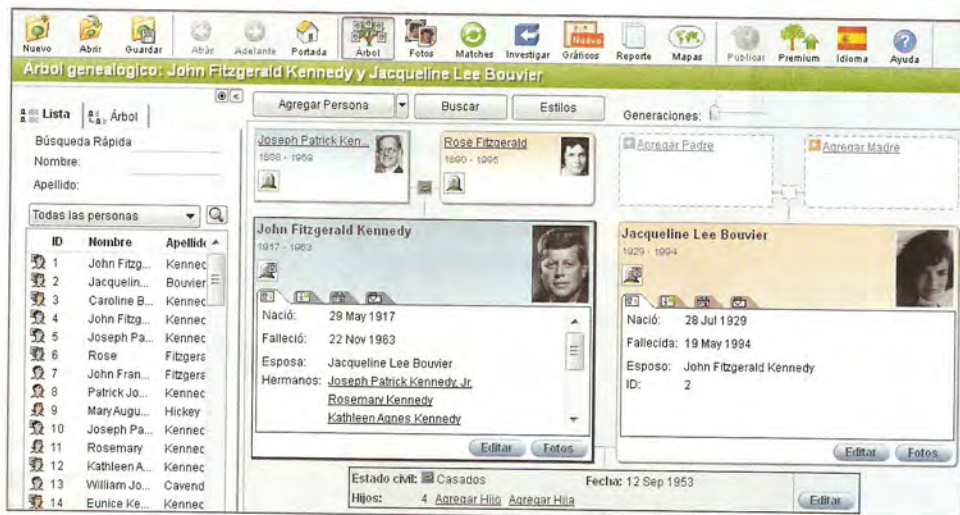 Nuevo Abrir Guardar Atrás Adelante Portada Árbol Fotos Matches Investigar Gráficos Reporte Mapas Publicar Premium Idioma Ayuda
Nuevo
Árbol genealógico: John Fitzgerald Kennedy y Jacqueline Lee Bouvier
Lista Árbol
Búsqueda Rápida
Nombre:
Apellido:
Todas las personas
ID Nombre Apellido
1 John Fitzg... Kennec
2 Jacquelin... Bouvier
3 Caroline B... Kennec
4 John Fitzg... Kennec
5 Joseph Pa... Kennec
6 Rose Fitzgera
7 John Fran... Fitzgera
8 Patrick Jo... Kennec
9 Mary Augu... Hickey
10 Joseph Pa... Kennec
11 Rosemary Kennec
12 Kathleen A... Kennec
13 William Jo... Cavend
14 Eunice Ke... Kennec
Agregar Persona Buscar Estilos Generaciones:
Joseph Patrick Ken...
1888 - 1969
Rose Fitzgerald
1890 - 1995
Agregar Padre
Agregar Madre
John Fitzgerald Kennedy
1917 - 1963
Nació: 29 May 1917
Falleció: 22 Nov 1963
Esposa: Jacqueline Lee Bouvier
Hermanos: Joseph Patrick Kennedy, Jr.
Rosemary Kennedy
Kathleen Agnes Kennedy
Editar Fotos
Jacqueline Lee Bouvier
1929 - 1994
Nació: 28 Jul 1929
Fallecida: 19 May 1994
Esposo: John Fitzgerald Kennedy
ID: 2
Editar Fotos
Estado civil: Casados Fecha: 12 Sep 1953
Hijos: 4 Agregar Hijo Agregar Hija
Editar